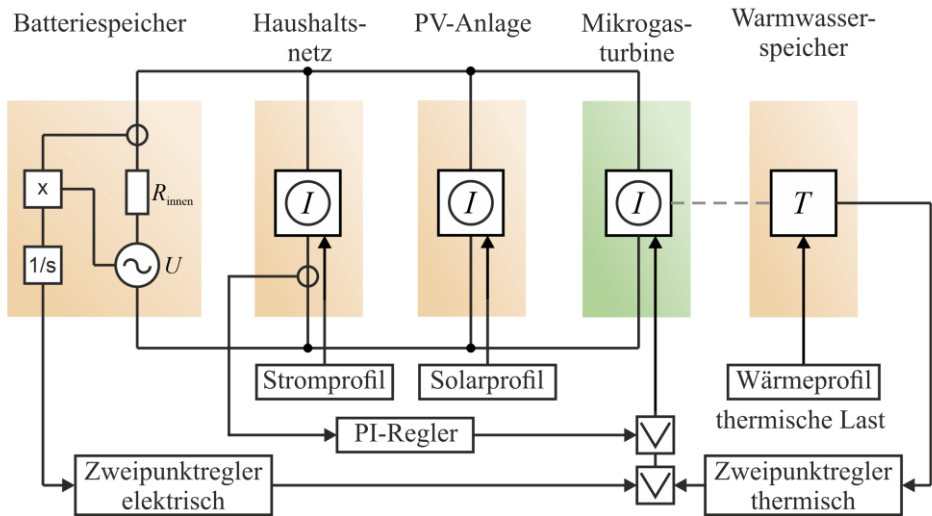 Batteriespeicher
Haushalts-
netz
PV-Anlage
Mikrogas-
turbine
Warmwasser-
speicher
x
R innen
I
I
I
T
1/s
U
Stromprofil
Solarprofil
Wärmeprofil
thermische Last
PI-Regler
Zweipunktregler
elektrisch
Zweipunktregler
thermisch